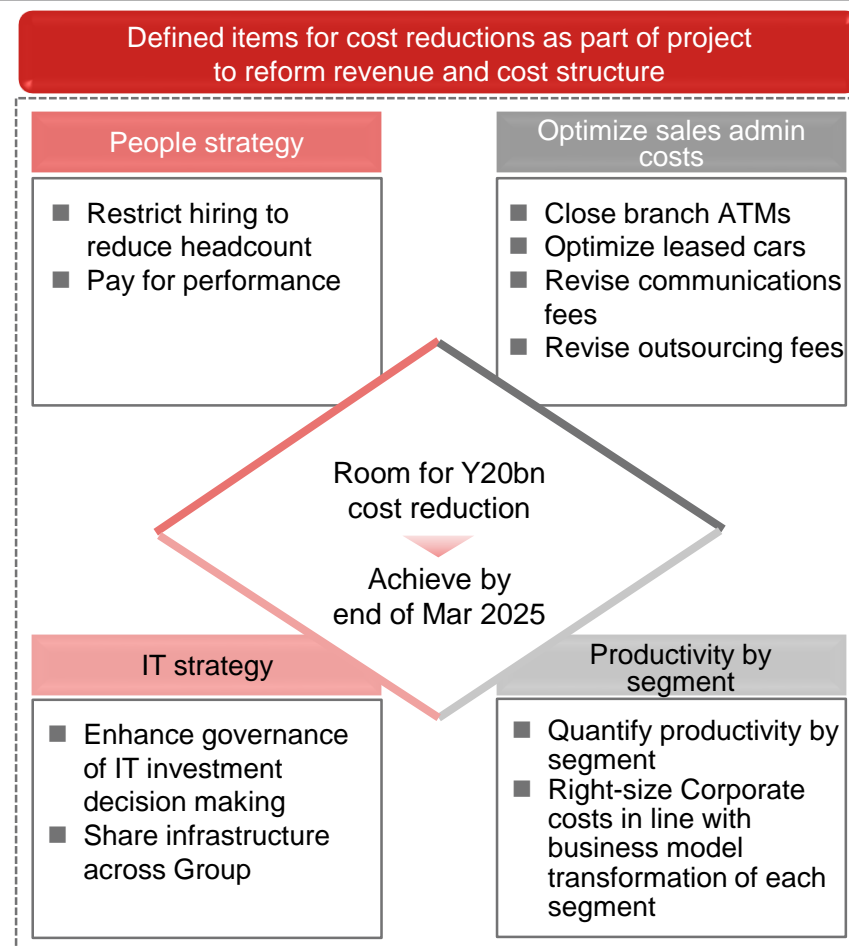 Defined items for cost reductions as part of project
to reform revenue and cost structure
People strategy
Restrict hiring to
reduce headcount
Pay for performance
Optimize sales admin
costs
Close branch ATMs
Optimize leased cars
Revise communications
fees
Revise outsourcing fees
Room for Y20bn
cost reduction
Achieve by
end of Mar 2025
IT strategy
Enhance governance
of IT investment
decision making
Share infrastructure
across Group
Productivity by
segment
Quantify productivity by
segment
Right-size Corporate
costs in line with
business model
transformation of each
segment